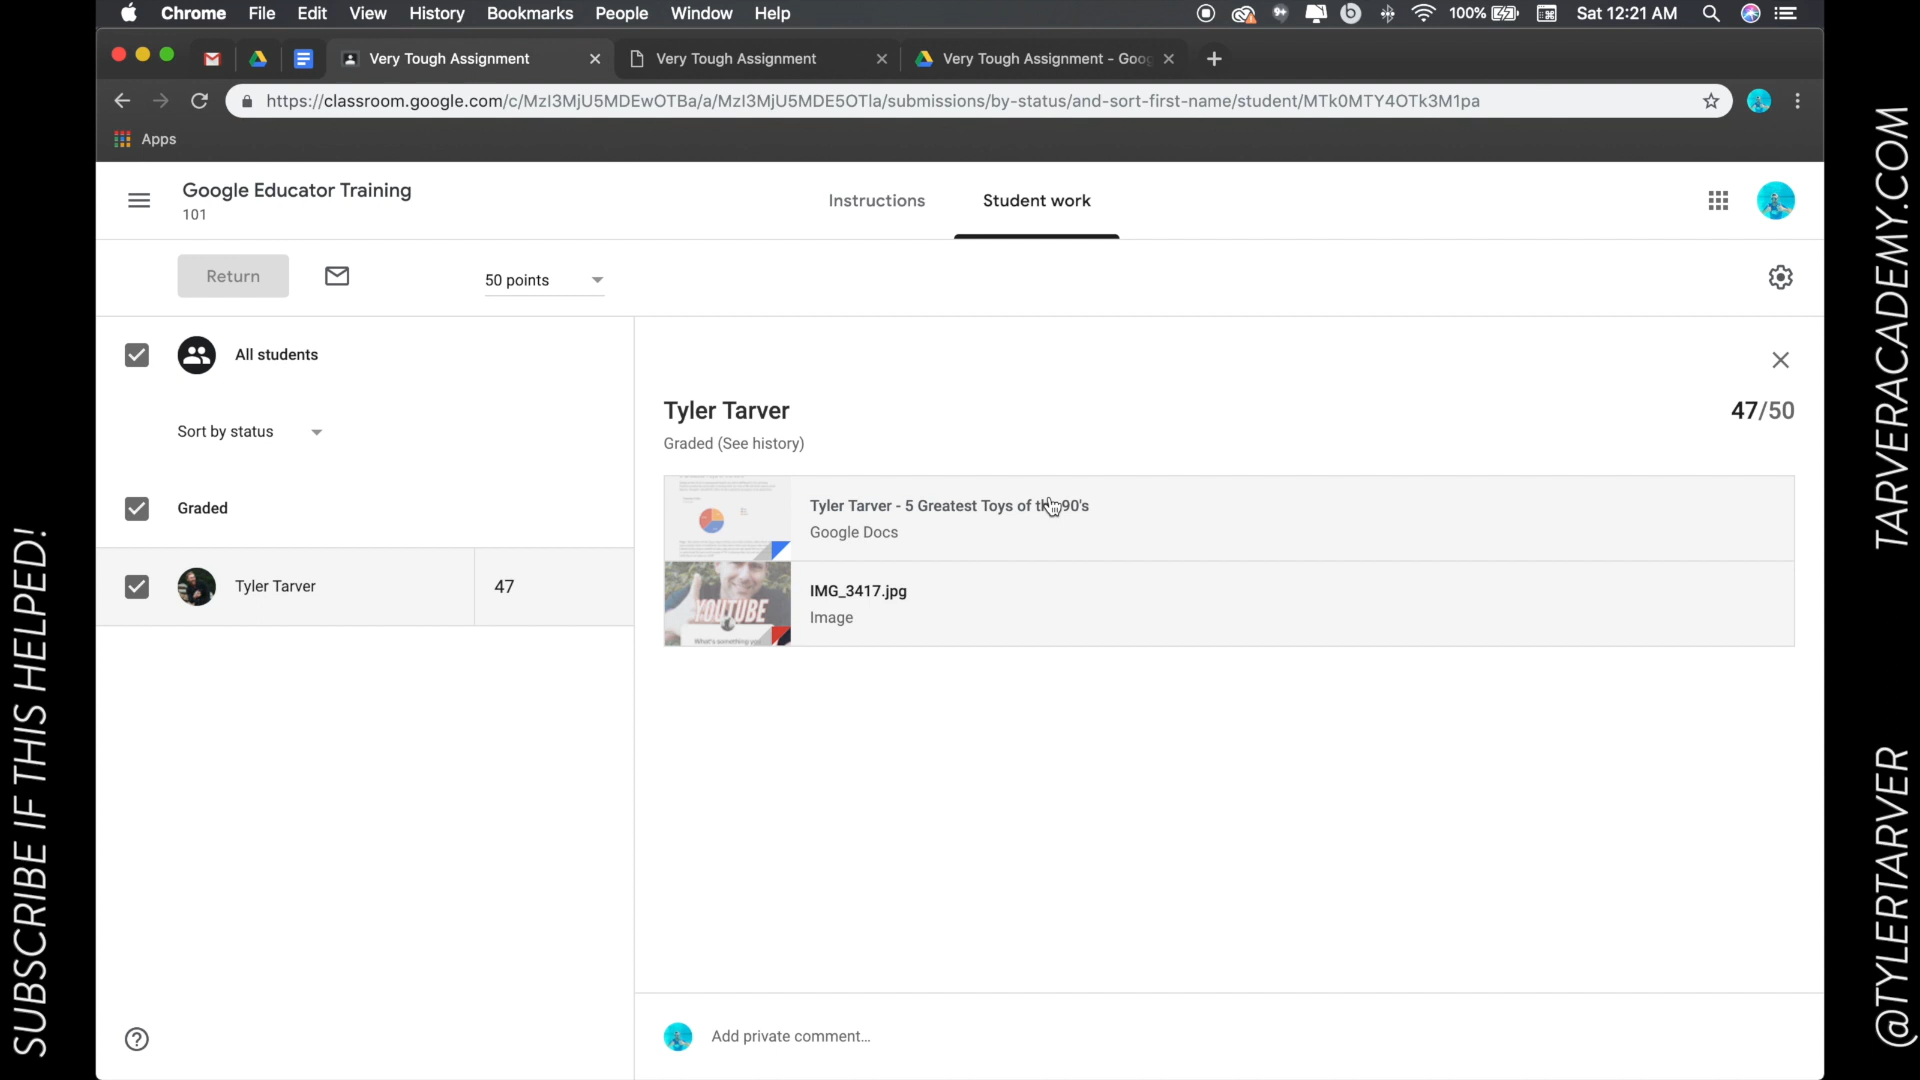 Chrome File Edit View History Bookmarks People Window Help
100% Sat 12:21 AM
Very Tough Assignment
Very Tough Assignment
Very Tough Assignment - Goog
https://classroom.google.com/c/MzI3MjU5MDEwOTBa/a/MzI3MjU5MDE5OTla/submissions/by-status/and-sort-first-name/student/MTk0MTY4OTk3M1pa
Apps
Google Educator Training
101
Instructions
Student work
Return
50 points
All students
Sort by status
Graded
Tyler Tarver
47
Tyler Tarver
47/50
Graded (See history)
Tyler Tarver - 5 Greatest Toys of the 90's
Google Docs
YOUTUBE
What's something you
IMG_3417.jpg
Image
Add private comment...
SUBSCRIBE IF THIS HELPED!
TARVERACADEMY.COM
@TYLERTARVER